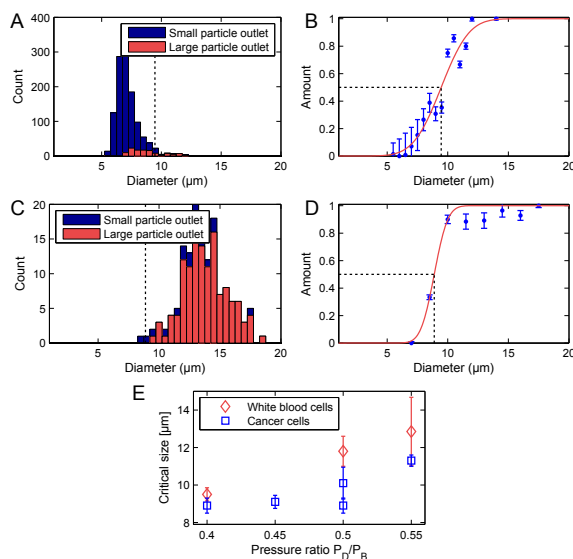 A
400
300
200
100
0
Count
Small particle outlet
Large particle outlet
5
10
15
20
Diameter (μm)
B
1
0.8
0.6
0.4
0.2
0
Amount
5
10
15
20
Diameter (μm)
C
20
15
10
5
0
Count
Small particle outlet
Large particle outlet
5
10
15
20
Diameter (μm)
D
1
0.8
0.6
0.4
0.2
0
Amount
5
10
15
20
Diameter (μm)
E
14
12
10
8
Critical size [μm]
White blood cells
Cancer cells
0.4
0.45
0.5
0.55
Pressure ratio P_D/P_B